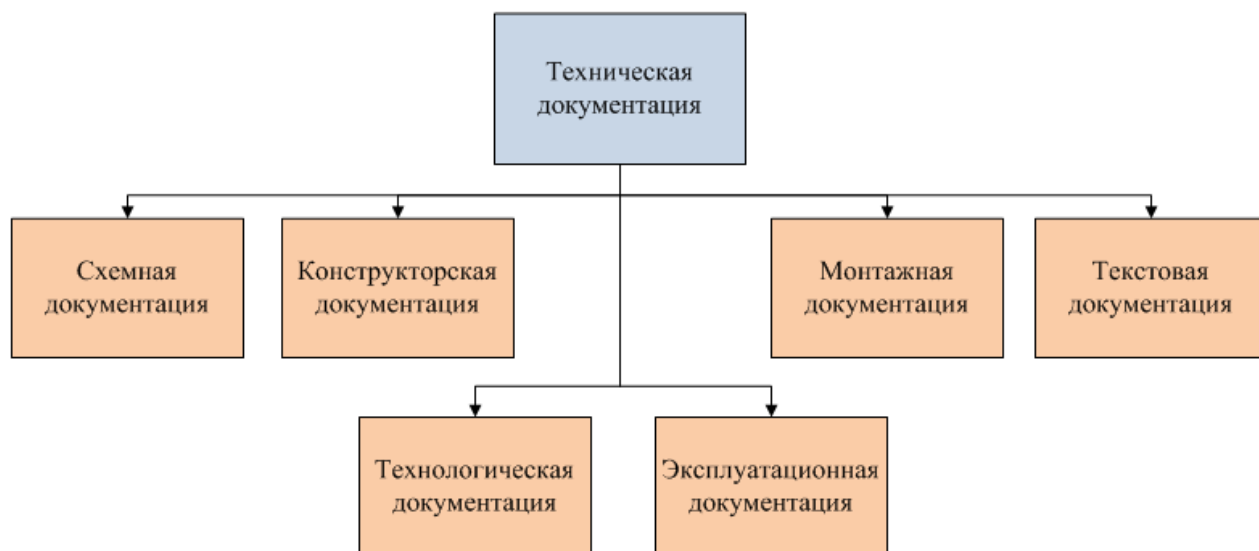 Техническая
документация
Схемная
документация
Конструкторская
документация
Монтажная
документация
Текстовая
документация
Технологическая
документация
Эксплуатационная
документация